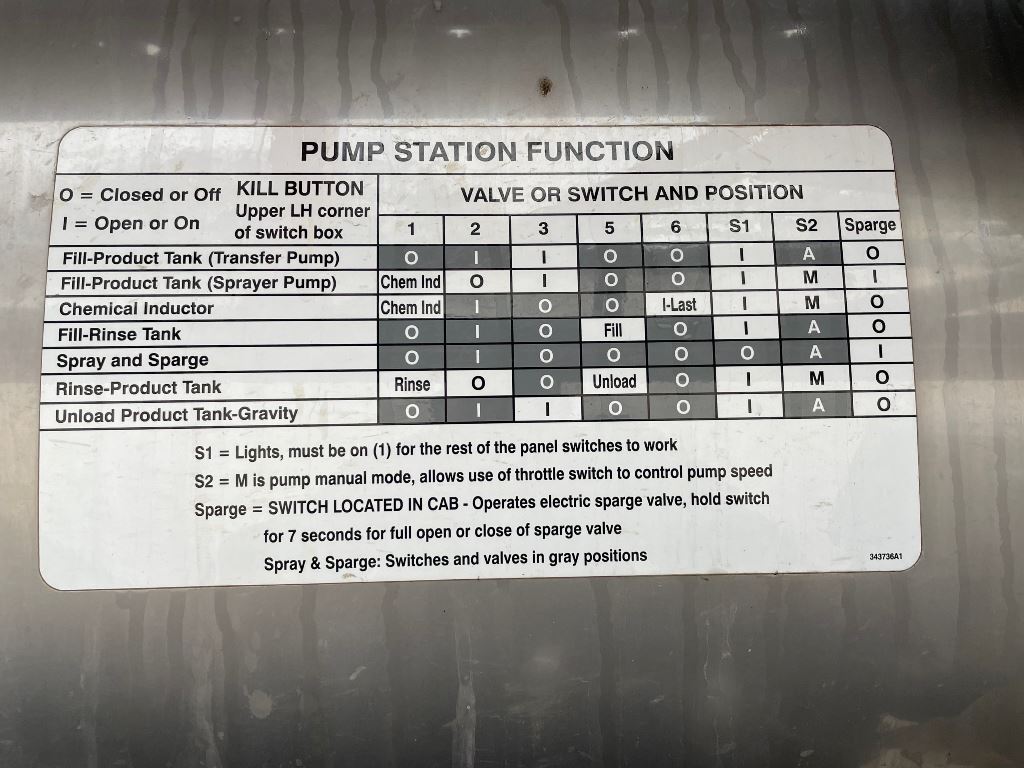 PUMP STATION FUNCTION
O = Closed or Off
I = Open or On
KILL BUTTON
Upper LH corner
of switch box
VALVE OR SWITCH AND POSITION
1 2 3 5 6 S1 S2 Sparge
Fill-Product Tank (Transfer Pump) O I I O O I A O
Fill-Product Tank (Sprayer Pump) Chem Ind O I O O I M I
Chemical Inductor Chem Ind I O O I-Last I M O
Fill-Rinse Tank O I O Fill O I A O
Spray and Sparge O I O O O O A I
Rinse-Product Tank Rinse O O Unload O I M O
Unload Product Tank-Gravity O I I O O I A O
S1 = Lights, must be on (1) for the rest of the panel switches to work
S2 = M is pump manual mode, allows use of throttle switch to control pump speed
Sparge = SWITCH LOCATED IN CAB - Operates electric sparge valve, hold switch
for 7 seconds for full open or close of sparge valve
Spray & Sparge: Switches and valves in gray positions
343736A1